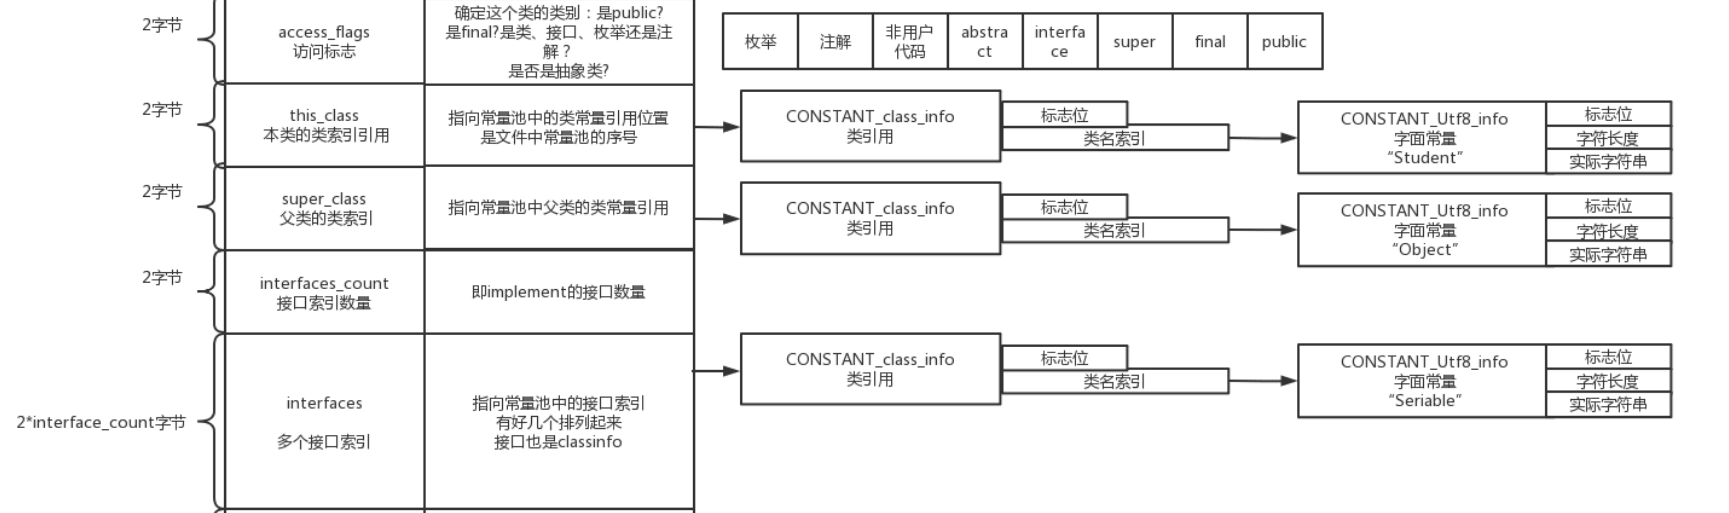 2字节
access_flags
访问标志
确定这个类的类别：是public?
是final?是类、接口、枚举还是注
解？
是否是抽象类?
枚举
注解
非用户
代码
abstra
ct
interfa
ce
super
final
public
2字节
this_class
本类的类索引引用
指向常量池中的类常量引用位置
是文件中常量池的序号
CONSTANT_class_info
类引用
标志位
类名索引
CONSTANT_Utf8_info
字面常量
“Student”
标志位
字符长度
实际字符串
2字节
super_class
父类的类索引
指向常量池中父类的类常量引用
CONSTANT_class_info
类引用
标志位
类名索引
CONSTANT_Utf8_info
字面常量
“Object”
标志位
字符长度
实际字符串
2字节
interfaces_count
接口索引数量
即implement的接口数量
2*interface_count字节
interfaces
多个接口索引
指向常量池中的接口索引
有好几个排列起来
接口也是classinfo
CONSTANT_class_info
类引用
标志位
类名索引
CONSTANT_Utf8_info
字面常量
“Seriable”
标志位
字符长度
实际字符串